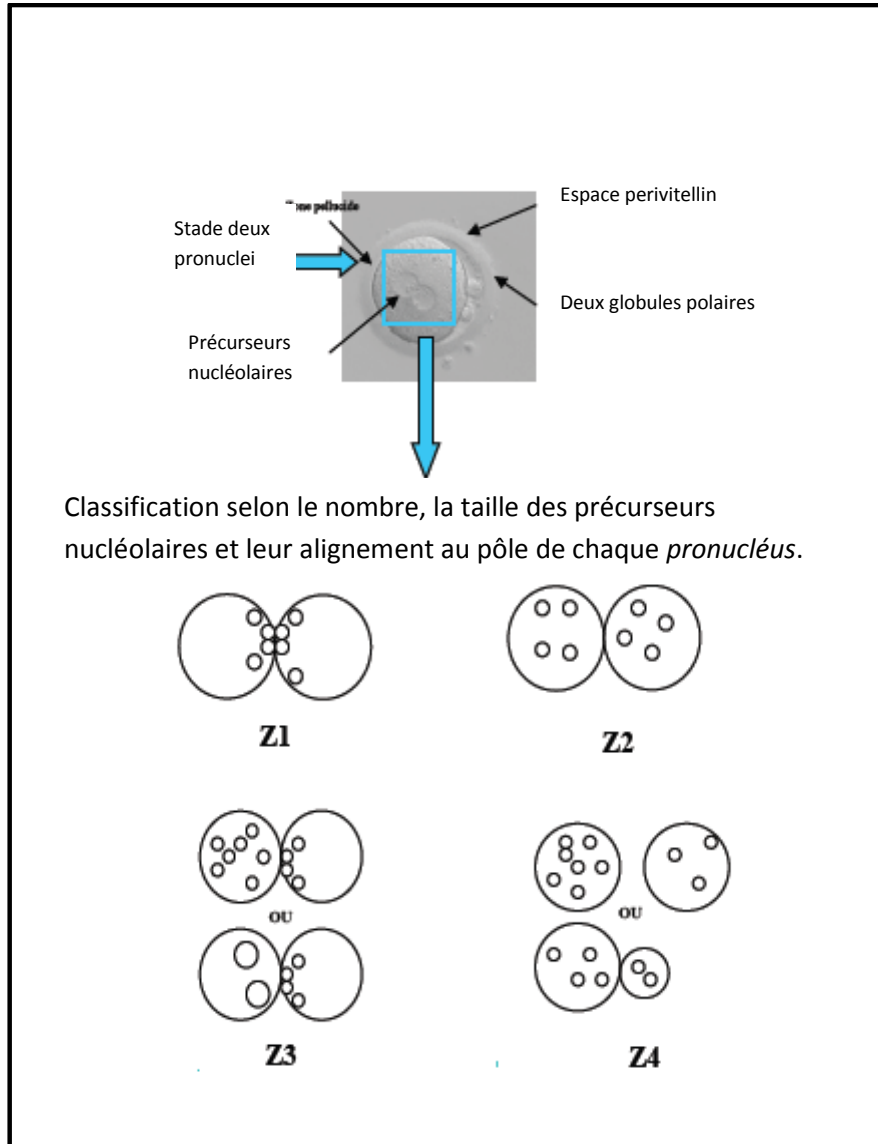 Espace perivitellin
pellucide
Stade deux
pronuclei
Deux globules polaires
Précurseurs
nucléolaires
Classification selon le nombre, la taille des précurseurs
nucléolaires et leur alignement au pôle de chaque pronucléus.
Z1
Z2
OU
OU
Z3
Z4